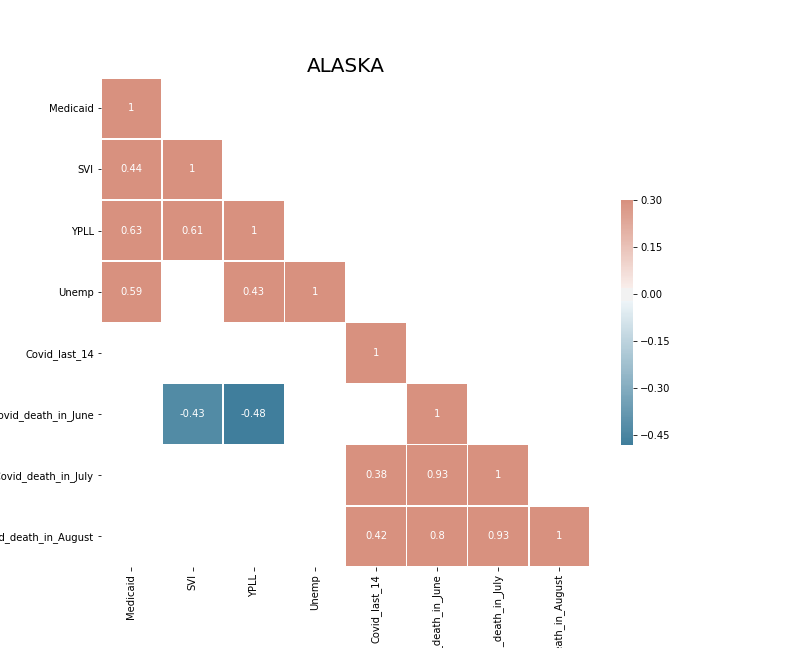 ALASKA
Medicaid 1
SVI 0.44 1
YPLL 0.63 0.61 1
Unemp 0.59 0.43 1
Covid_last_14 1
ovid_death_in_June -0.43 -0.48 1
Covid_death_in_July 0.38 0.93 1
d_death_in_August 0.42 0.8 0.93 1
Medicaid
SVI
YPLL
Unemp
Covid_last_14
_death_in_June
_death_in_July
eath_in_August
0.30
0.15
0.00
−0.15
−0.30
−0.45